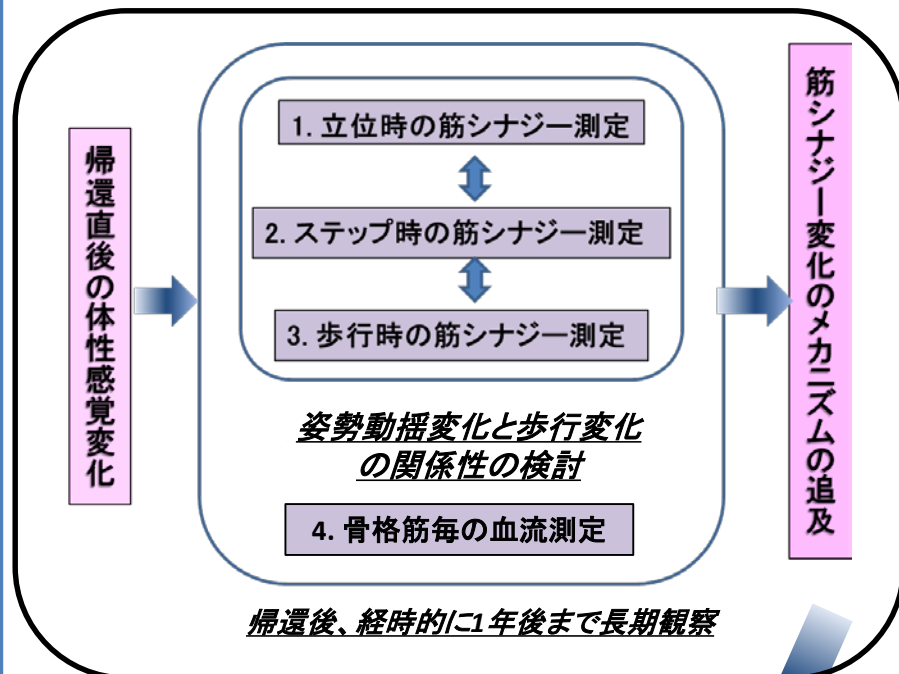 帰還直後の体性感覚変化
1. 立位時の筋シナジー測定
2. ステップ時の筋シナジー測定
3. 歩行時の筋シナジー測定
姿勢動揺変化と歩行変化
の関係性の検討
4. 骨格筋毎の血流測定
筋シナジー変化のメカニズムの追及
帰還後、経時的に1年後まで長期観察